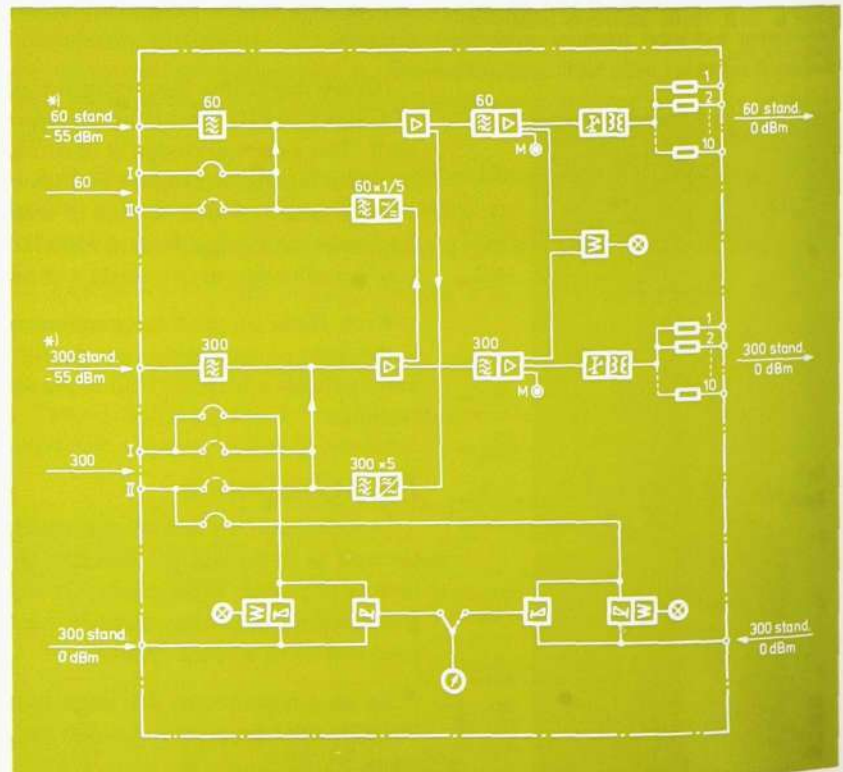 *)
60 stand.
-55 dBm
60
I
II
60
60 x 1/5
60
M
1
2
10
60 stand.
0 dBm
W
*)
300 stand.
-55 dBm
300
I
II
300
300 x 5
300
M
1
2
10
300 stand.
0 dBm
W
W
300 stand.
0 dBm
300 stand.
0 dBm